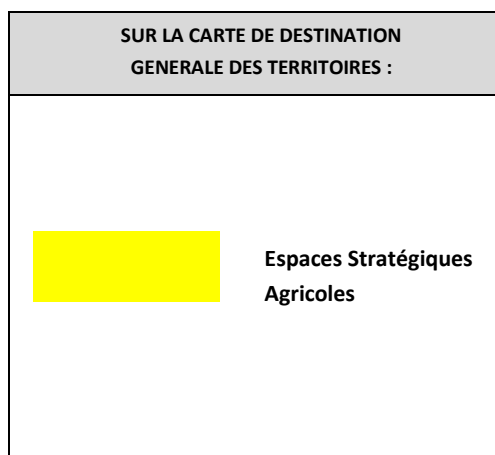 SUR LA CARTE DE DESTINATION
GENERALE DES TERRITOIRES :
Espaces Stratégiques
Agricoles